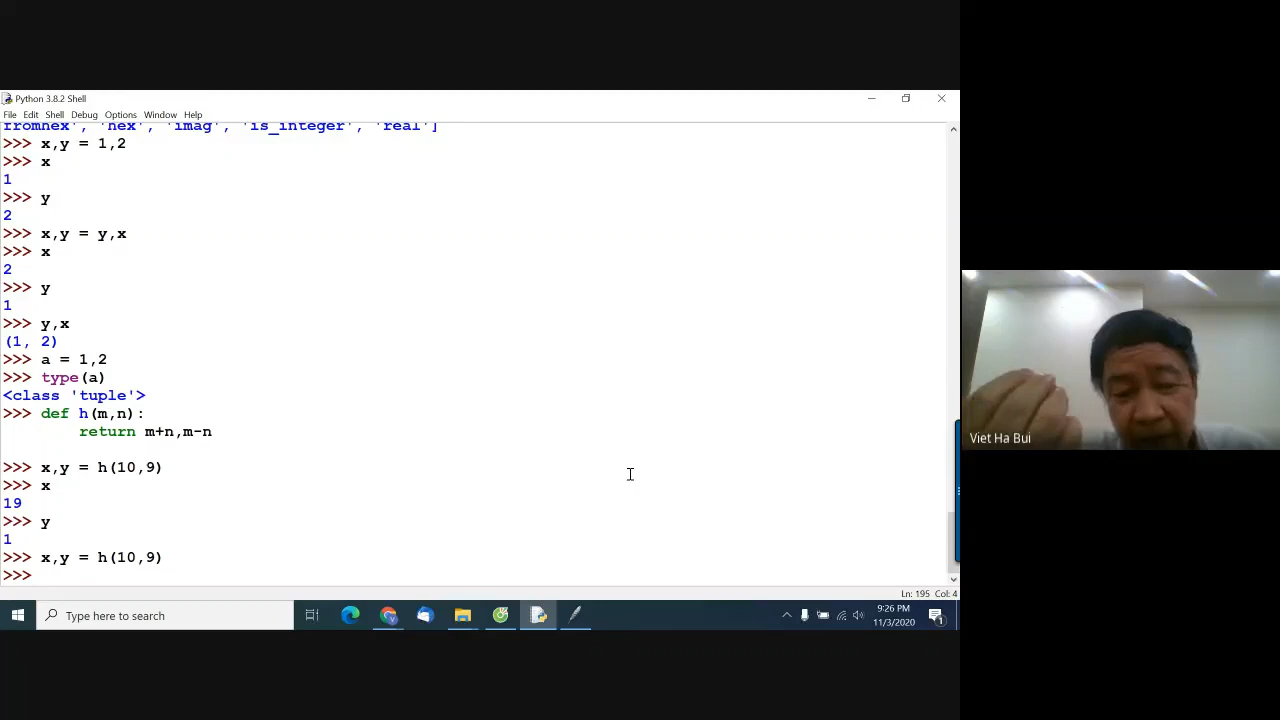 Python 3.8.2 Shell
File Edit Shell Debug Options Window Help
fromhex', 'hex', 'imag', 'is_integer', 'real']
>>> x,y = 1,2
>>> x
1
>>> y
2
>>> x,y = y,x
>>> x
2
>>> y
1
>>> y,x
(1, 2)
>>> a = 1,2
>>> type(a)
<class 'tuple'>
>>> def h(m,n):
        return m+n,m-n
>>> x,y = h(10,9)
>>> x
19
>>> y
1
>>> x,y = h(10,9)
>>>
Ln: 195 Col: 4
Type here to search
9:26 PM
11/3/2020
1
Viet Ha Bui